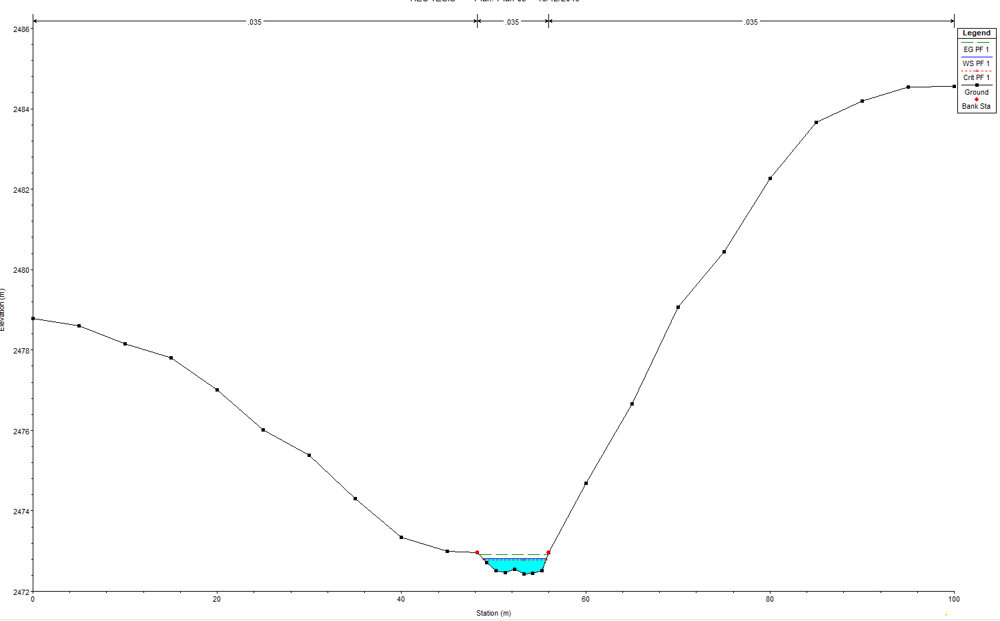 .035 .035 .035
2486
2484
2482
2480
2478
2476
2474
2472
Elevation (m)
0 20 40 60 80 100
Station (m)
Legend
EG PF 1
WS PF 1
Crit PF 1
Ground
Bank Sta